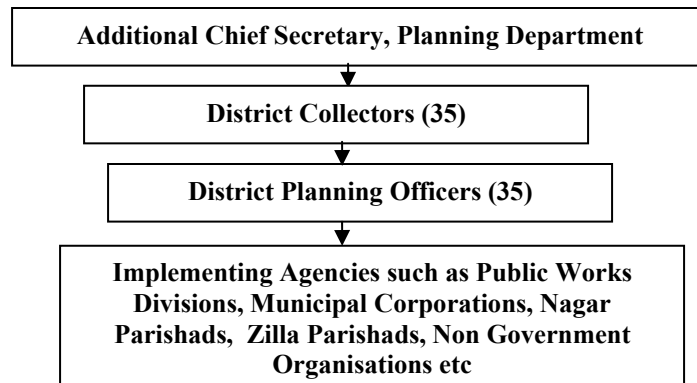 Additional Chief Secretary, Planning Department
District Collectors (35)
District Planning Officers (35)
Implementing Agencies such as Public Works
Divisions, Municipal Corporations, Nagar
Parishads, Zilla Parishads, Non Government
Organisations etc